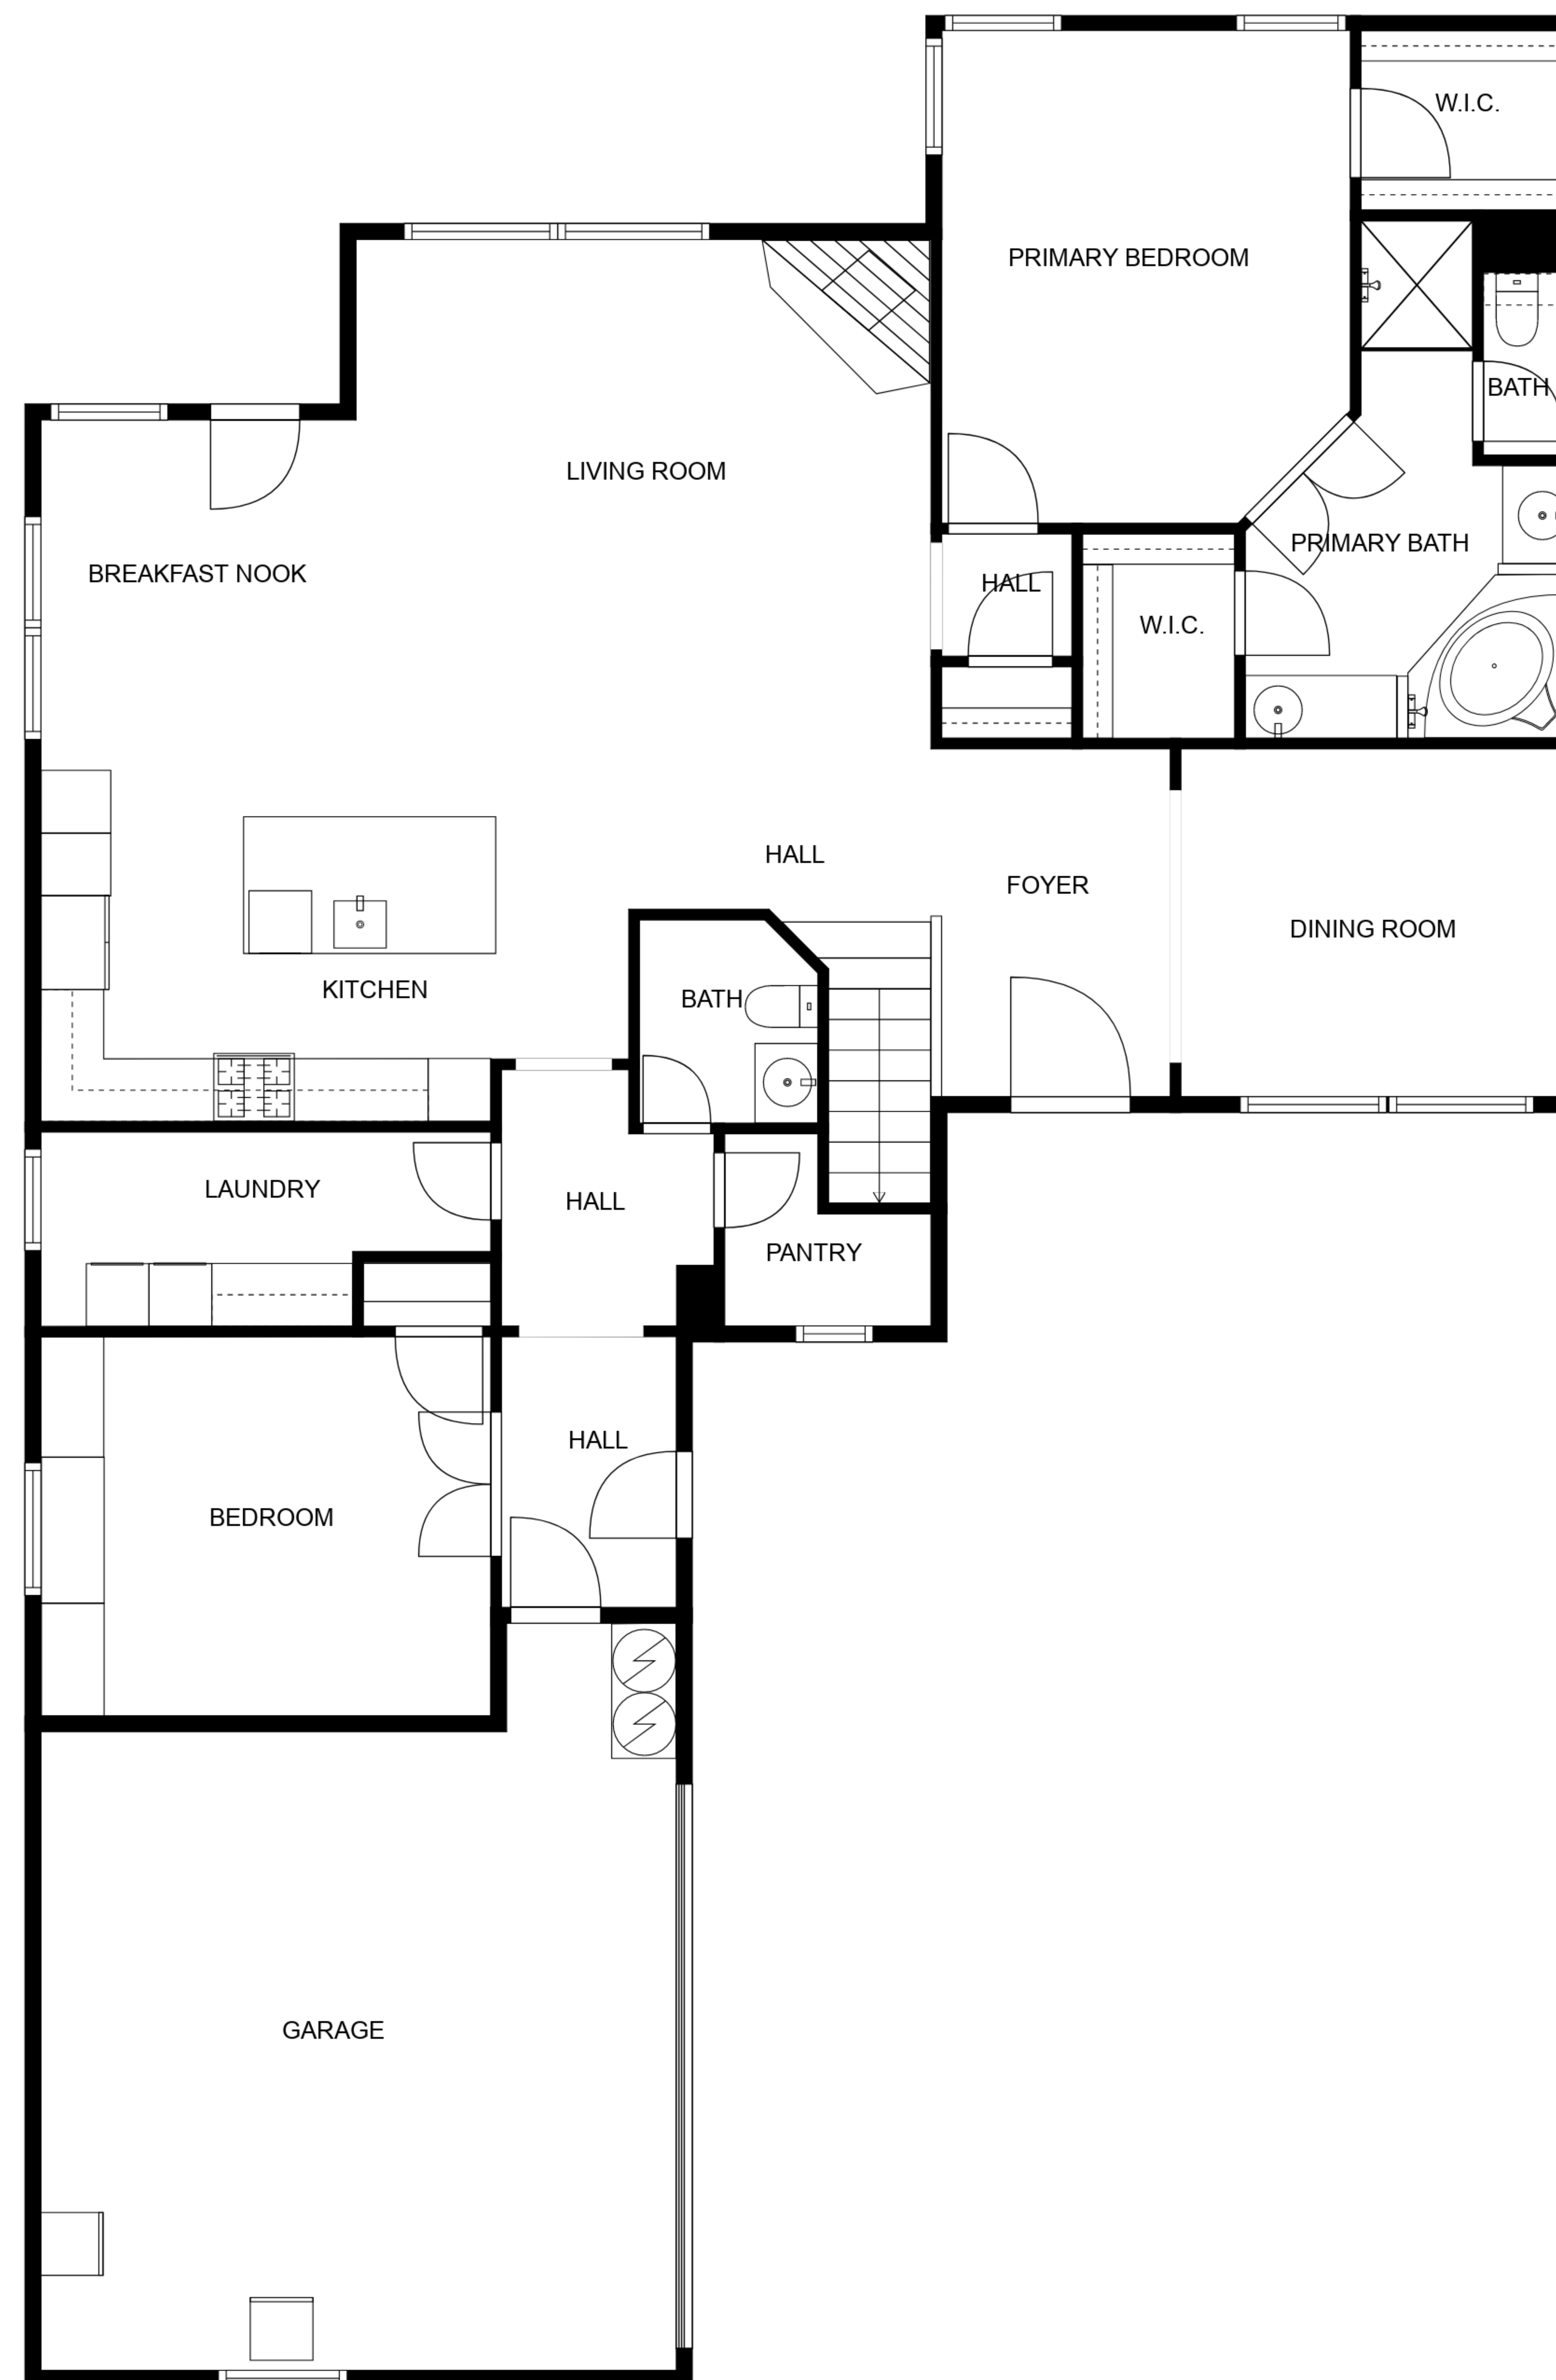 W.I.C.
PRIMARY BEDROOM
BATH
LIVING ROOM
PRIMARY BATH
BREAKFAST NOOK
HALL
W.I.C.
HALL
FOYER
DINING ROOM
KITCHEN
BATH
LAUNDRY
HALL
PANTRY
HALL
BEDROOM
GARAGE